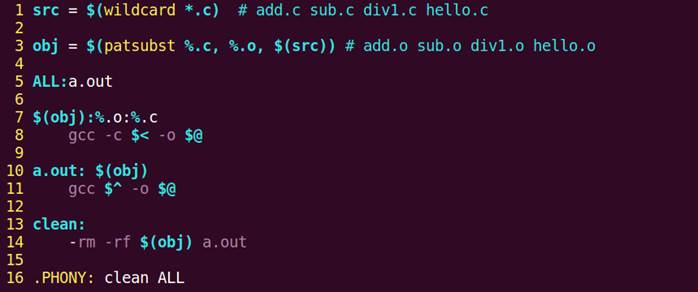 1 src = $(wildcard *.c)  # add.c sub.c div1.c hello.c
2
3 obj = $(patsubst %.c, %.o, $(src)) # add.o sub.o div1.o hello.o
4
5 ALL:a.out
6
7 $(obj):%.o:%.c
8     gcc -c $< -o $@
9
10 a.out: $(obj)
11     gcc $^ -o $@
12
13 clean:
14     -rm -rf $(obj) a.out
15
16 .PHONY: clean ALL